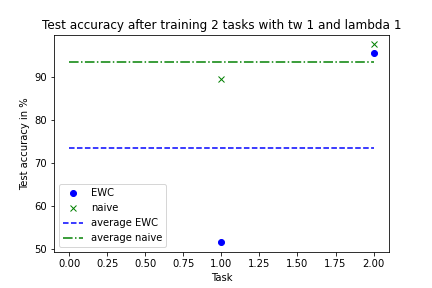 Test accuracy after training 2 tasks with tw 1 and lambda 1
Test accuracy in %
90
80
70
60
50
EWC
naive
average EWC
average naive
0.00 0.25 0.50 0.75 1.00 1.25 1.50 1.75 2.00
Task